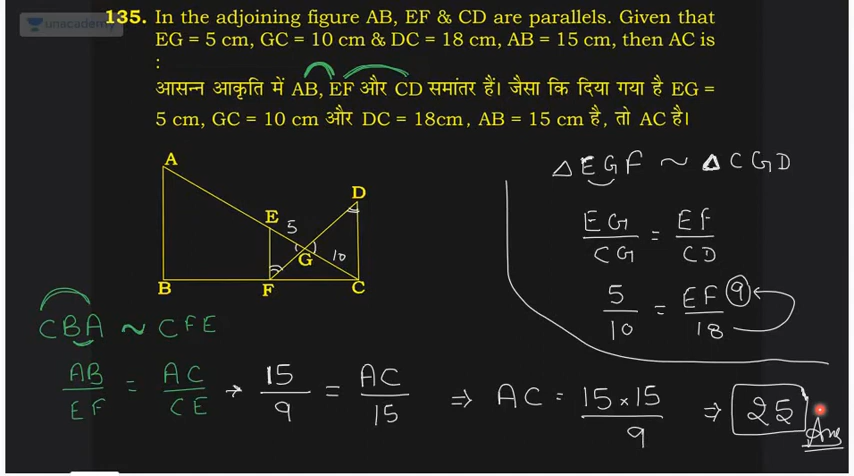 unacademy
135. In the adjoining figure AB, EF & CD are parallels. Given that
EG = 5 cm, GC = 10 cm & DC = 18 cm, AB = 15 cm, then AC is
:
आसन्न आकृति में AB, EF और CD समांतर हैं। जैसा कि दिया गया है EG =
5 cm, GC = 10 cm और DC = 18cm, AB = 15 cm है, तो AC है।
A
D
E
5
G
10
B
F
C
△EGF ~ △CGD
EG/CG = EF/CD
5/10 = EF/18 9
CBA ~ CFE
AB/EF = AC/CE → 15/9 = AC/15 ⇒ AC = 15×15/9 ⇒ 25 Ans